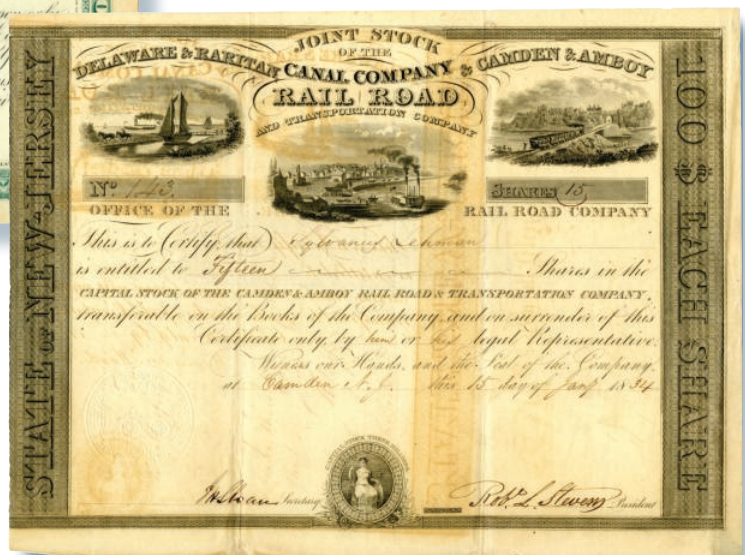 JOINT STOCK
OF THE
DELAWARE & RARITAN CANAL COMPANY & CAMDEN & AMBOY
RAIL ROAD
AND TRANSPORTATION COMPANY
STATE OF NEW-JERSEY
100 $ EACH SHARE
No 1043
SHARES 15
OFFICE OF THE
RAIL ROAD COMPANY
This is to Certify that Sylvanus Lehman
is entitled to Fifteen Shares in the
CAPITAL STOCK OF THE CAMDEN & AMBOY RAIL ROAD & TRANSPORTATION COMPANY,
transferable on the Books of the Company, and on surrender of this
Certificate only, by him or his legal Representative.
Witness our Hands, and the Seal of the Company.
at Camden N.J. this 15 day of Jany 1834
Secretary
Robt. L. Stevens President